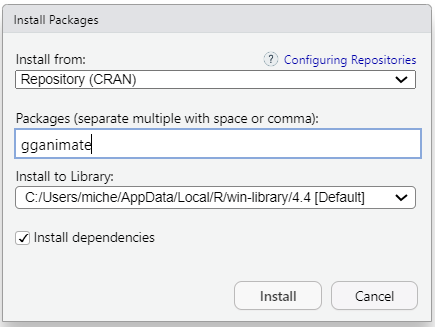 Install Packages
Install from:
? Configuring Repositories
Repository (CRAN)
Packages (separate multiple with space or comma):
gganimate
Install to Library:
C:/Users/miche/AppData/Local/R/win-library/4.4 [Default]
Install dependencies
Install
Cancel